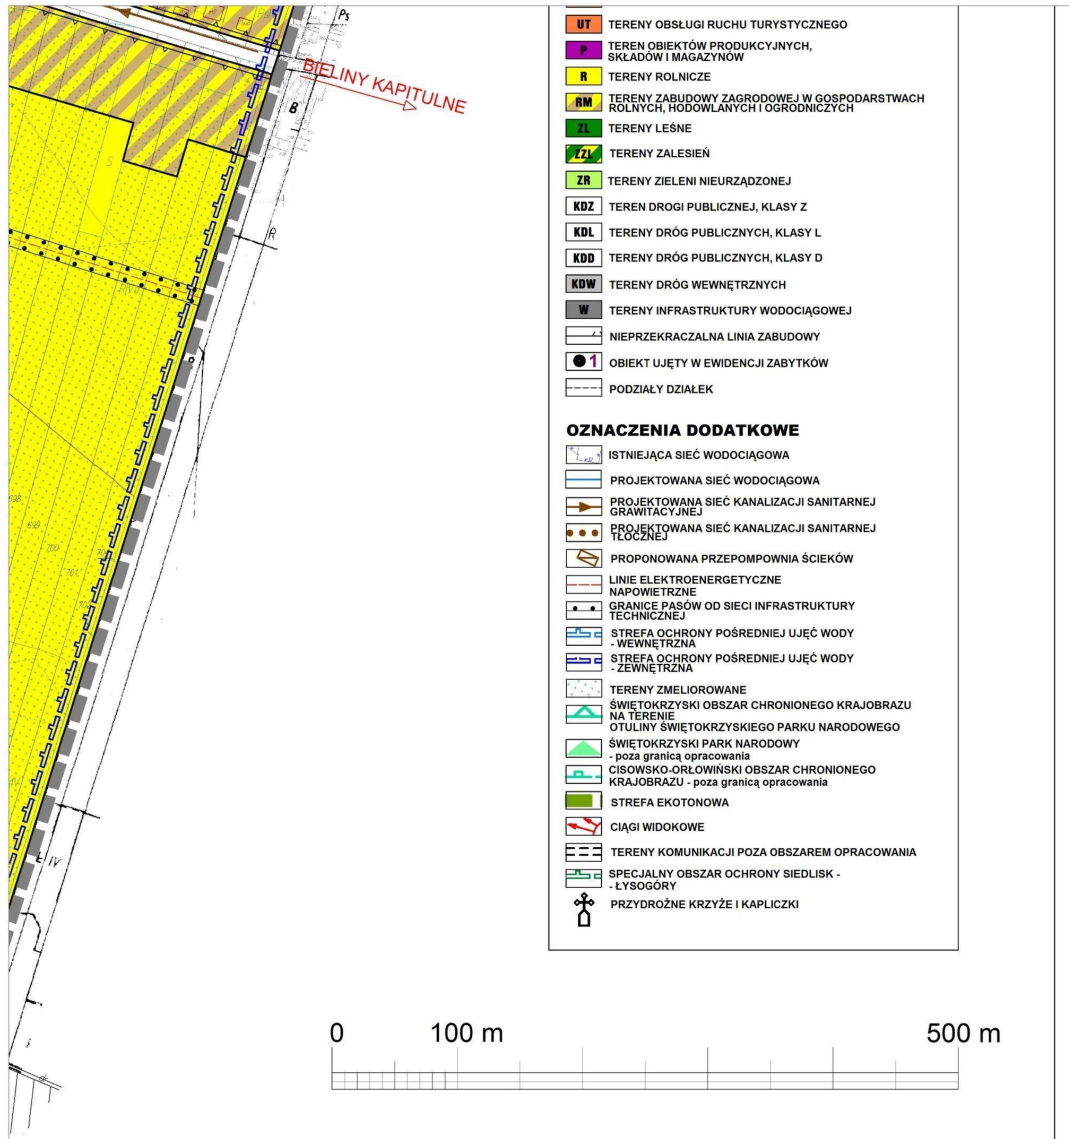 Ps
BIELINY KAPITULNE
B
S
R
698
699
700
701
Ł IV
UT TERENY OBSŁUGI RUCHU TURYSTYCZNEGO
P TEREN OBIEKTÓW PRODUKCYJNYCH,
SKŁADÓW I MAGAZYNÓW
R TERENY ROLNICZE
RM TERENY ZABUDOWY ZAGRODOWEJ W GOSPODARSTWACH
ROLNYCH, HODOWLANYCH I OGRODNICZYCH
ZL TERENY LEŚNE
ZZL TERENY ZALESIEŃ
ZR TERENY ZIELENI NIEURZĄDZONEJ
KDZ TEREN DROGI PUBLICZNEJ, KLASY Z
KDL TERENY DRÓG PUBLICZNYCH, KLASY L
KDD TERENY DRÓG PUBLICZNYCH, KLASY D
KDW TERENY DRÓG WEWNĘTRZNYCH
W TERENY INFRASTRUKTURY WODOCIĄGOWEJ
NIEPRZEKRACZALNA LINIA ZABUDOWY
1 OBIEKT UJĘTY W EWIDENCJI ZABYTKÓW
PODZIAŁY DZIAŁEK
OZNACZENIA DODATKOWE
ISTNIEJĄCA SIEĆ WODOCIĄGOWA
PROJEKTOWANA SIEĆ WODOCIĄGOWA
PROJEKTOWANA SIEĆ KANALIZACJI SANITARNEJ
GRAWITACYJNEJ
PROJEKTOWANA SIEĆ KANALIZACJI SANITARNEJ
TŁOCZNEJ
PROPONOWANA PRZEPOMPOWNIA ŚCIEKÓW
LINIE ELEKTROENERGETYCZNE
NAPOWIETRZNE
GRANICE PASÓW OD SIECI INFRASTRUKTURY
TECHNICZNEJ
STREFA OCHRONY POŚREDNIEJ UJĘĆ WODY
- WEWNĘTRZNA
STREFA OCHRONY POŚREDNIEJ UJĘĆ WODY
- ZEWNĘTRZNA
TERENY ZMELIOROWANE
ŚWIĘTOKRZYSKI OBSZAR CHRONIONEGO KRAJOBRAZU
NA TERENIE
OTULINY ŚWIĘTOKRZYSKIEGO PARKU NARODOWEGO
ŚWIĘTOKRZYSKI PARK NARODOWY
- poza granicą opracowania
CISOWSKO-ORŁOWIŃSKI OBSZAR CHRONIONEGO
KRAJOBRAZU - poza granicą opracowania
STREFA EKOTONOWA
CIĄGI WIDOKOWE
TERENY KOMUNIKACJI POZA OBSZAREM OPRACOWANIA
SPECJALNY OBSZAR OCHRONY SIEDLISK -
- ŁYSOGÓRY
PRZYDROŻNE KRZYŻE I KAPLICZKI
0 100 m 500 m